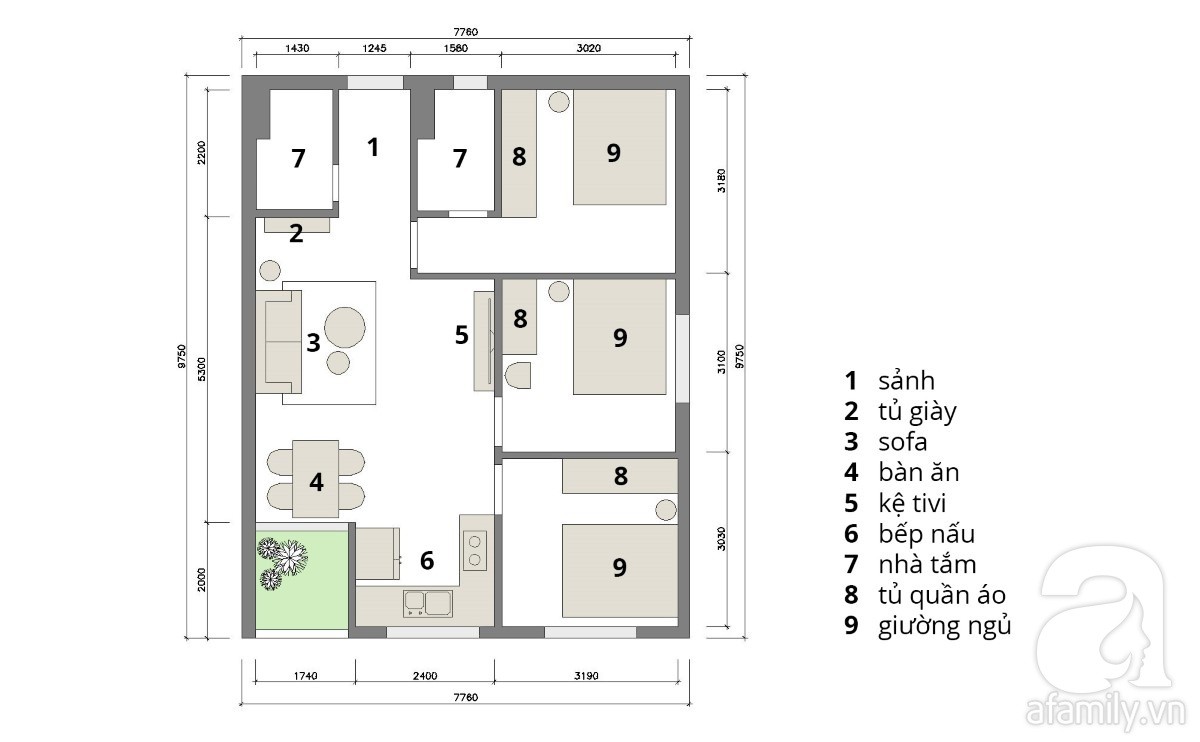 7760
1430 1245 1560 3020
7 1 7 8 9
2200
3180
2
9750
5300
3 5 8 9
3100
9750
4
8
6 9
2000
3030
1740 2400 3190
7760
1 sảnh
2 tủ giày
3 sofa
4 bàn ăn
5 kệ tivi
6 bếp nấu
7 nhà tắm
8 tủ quần áo
9 giường ngủ
a
afamily.vn